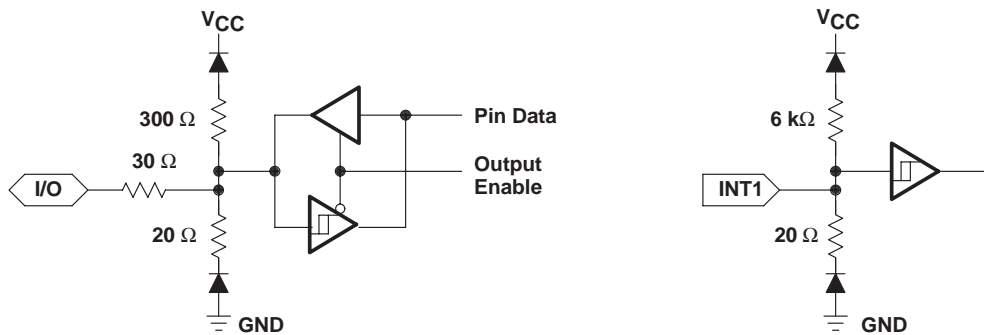 VCC
300 Ω
30 Ω
I/O
20 Ω
GND
Pin Data
Output
Enable
VCC
6 kΩ
INT1
20 Ω
GND